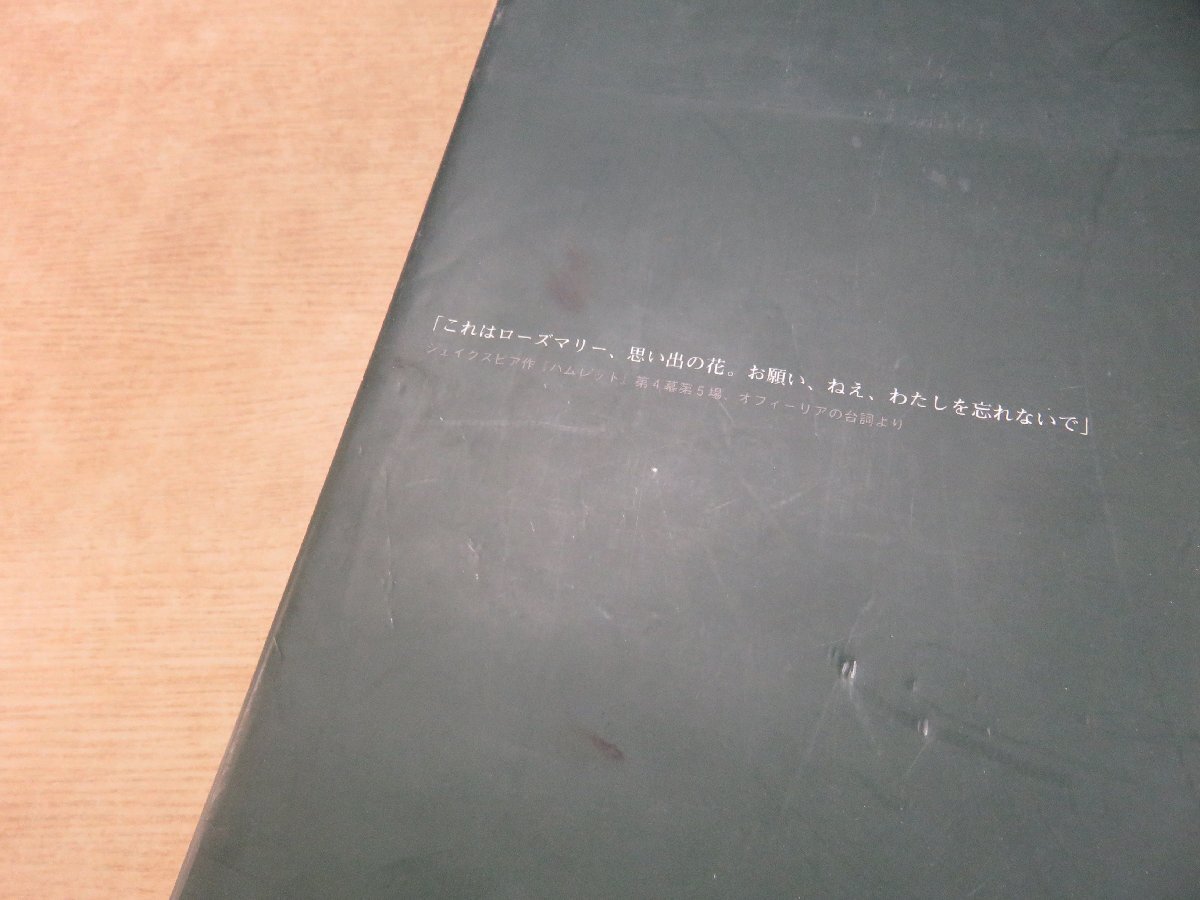 「これはローズマリー、思い出の花。お願い、ねえ、わたしを忘れないで」
シェイクスピア作『ハムレット』第4幕第5場、オフィーリアの台詞より